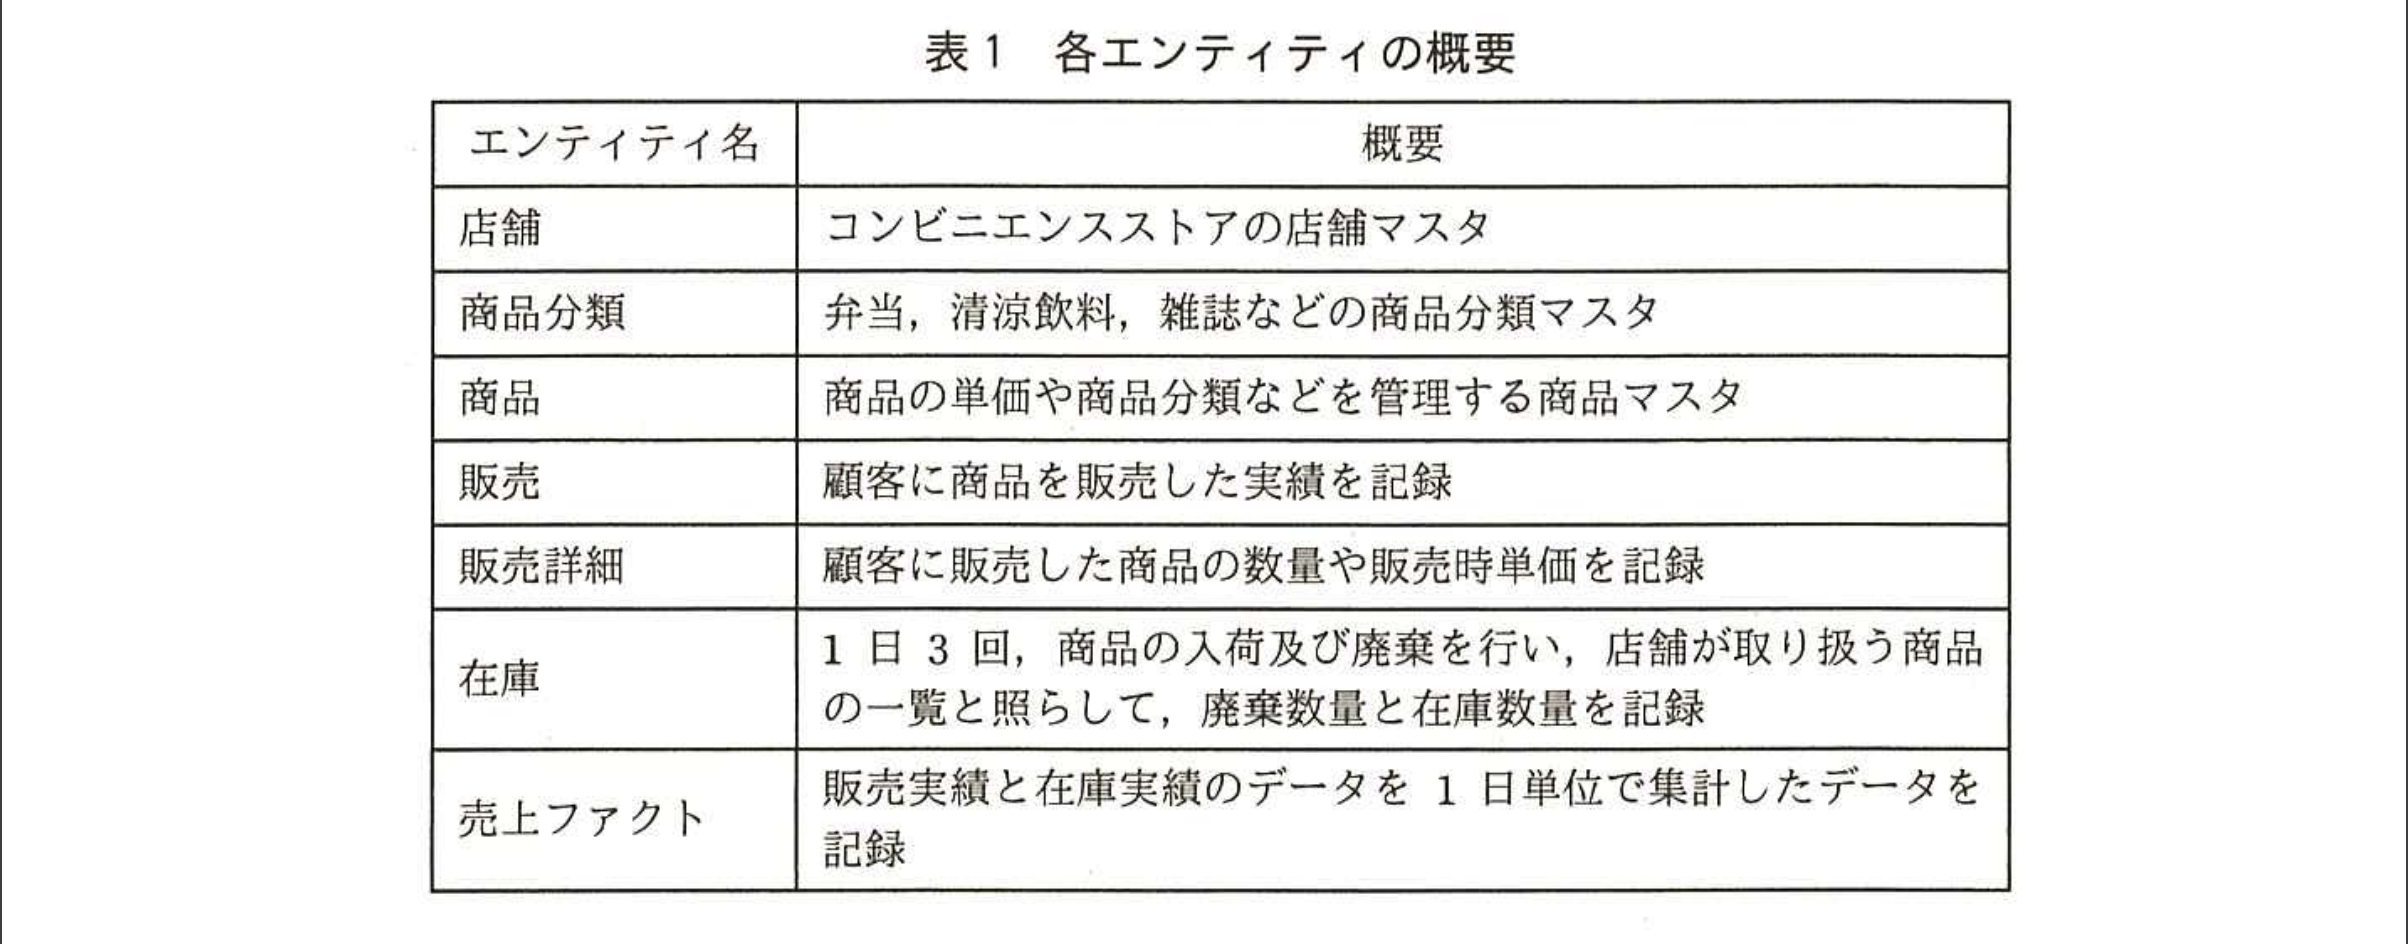 表1 各エンティティの概要
エンティティ名 概要
店舗 コンビニエンスストアの店舗マスタ
商品分類 弁当，清涼飲料，雑誌などの商品分類マスタ
商品 商品の単価や商品分類などを管理する商品マスタ
販売 顧客に商品を販売した実績を記録
販売詳細 顧客に販売した商品の数量や販売時単価を記録
在庫 1 日 3 回，商品の入荷及び廃棄を行い，店舗が取り扱う商品
の一覧と照らして，廃棄数量と在庫数量を記録
売上ファクト 販売実績と在庫実績のデータを 1 日単位で集計したデータを
記録